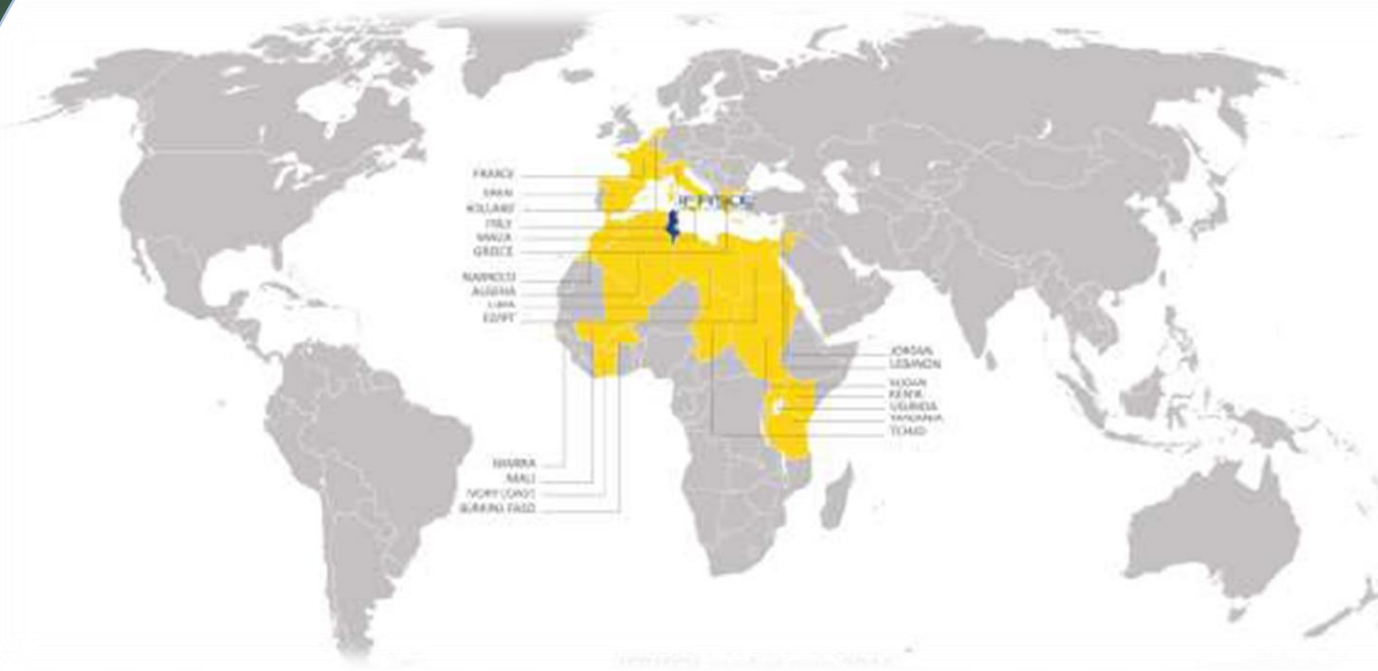 FRANCE
SPAIN
HOLLAND
ITALY
MALTA
GREECE
MAROCCO
ALGERIA
LIBIA
EGYPT
JORDAN
LEBANON
SUDAN
KENYA
UGANDA
TANZANIA
TCHAD
MALI
IVORY COAST
BURKINA FASO